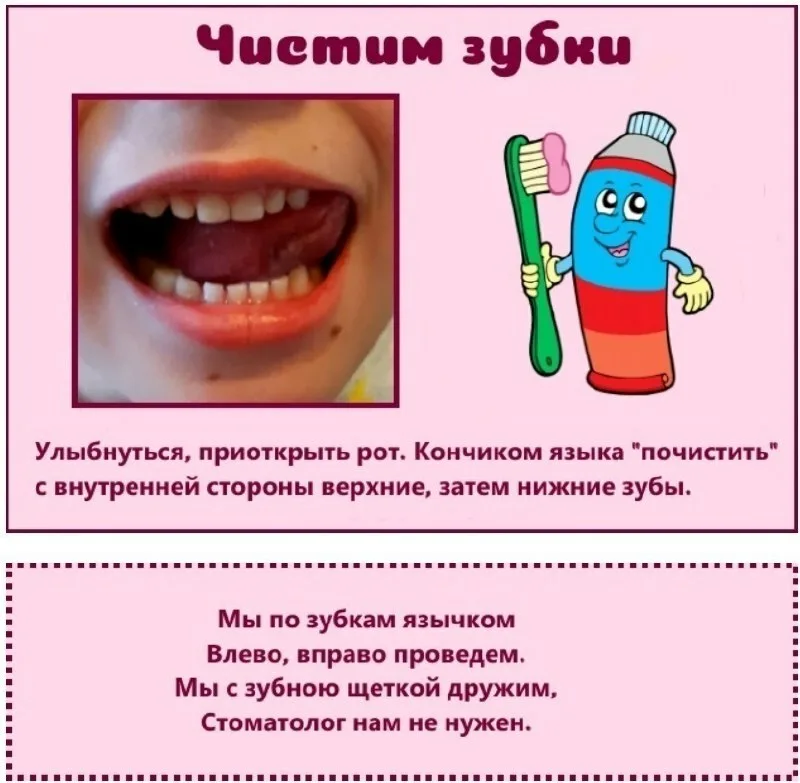 Чистим зубки
Улыбнуться, приоткрыть рот. Кончиком языка "почистить"
с внутренней стороны верхние, затем нижние зубы.
Мы по зубкам язычком
Влево, вправо проведем.
Мы с зубною щеткой дружим,
Стоматолог нам не нужен.